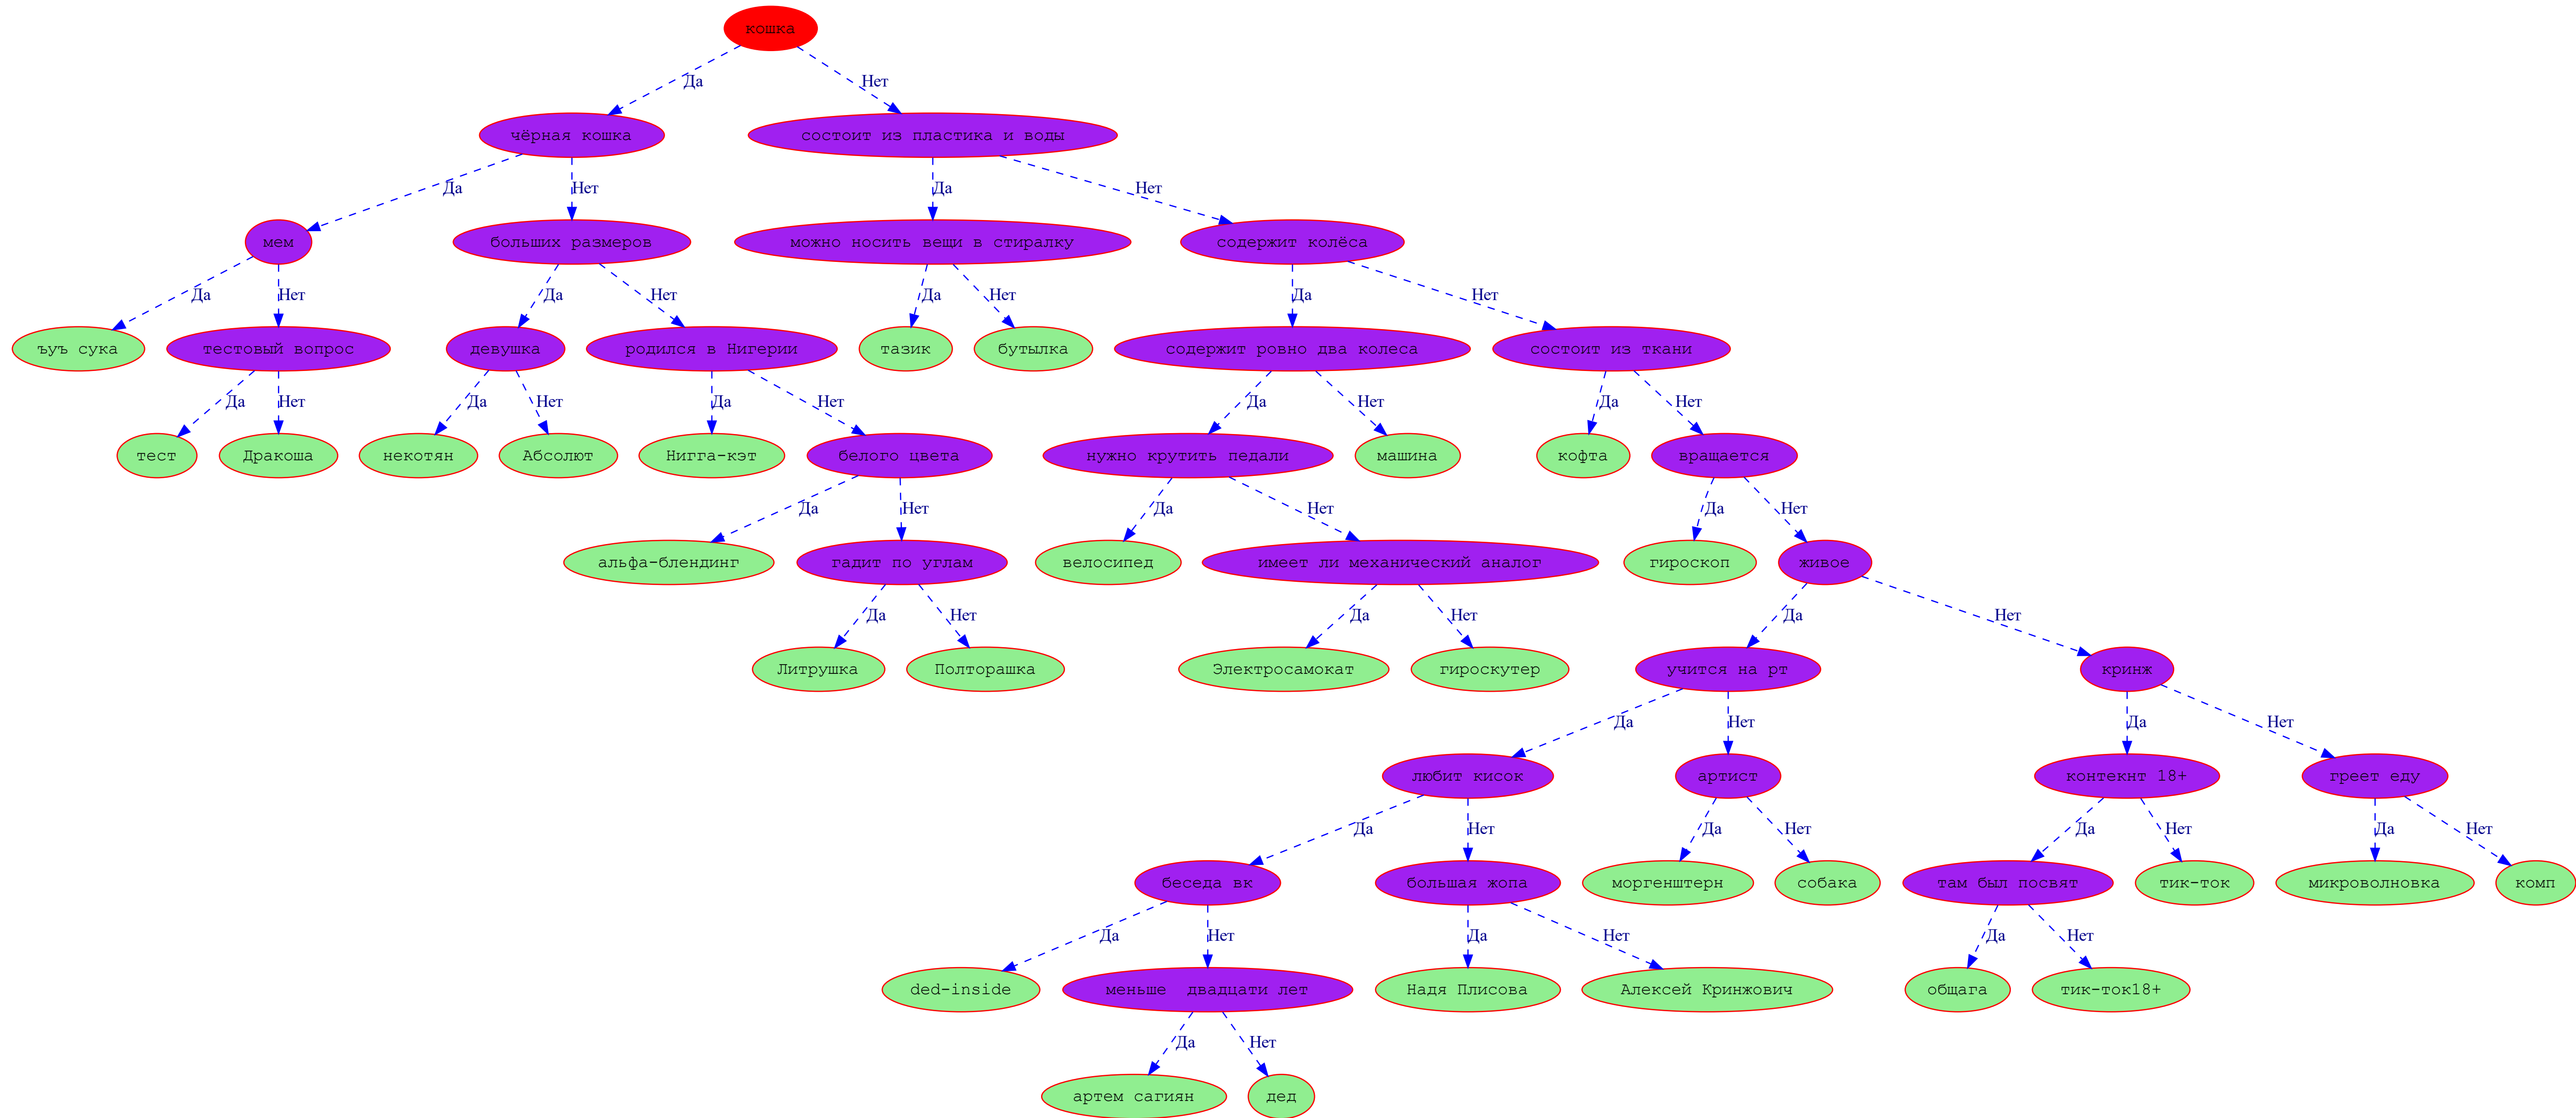 кошка
Да
Нет
чёрная кошка
состоит из пластика и воды
Да
Нет
Да
Нет
мем
больших размеров
можно носить вещи в стиралку
содержит колёса
Да
Нет
Да
Нет
Да
Нет
Да
Нет
ъуъ сука
тестовый вопрос
девушка
родился в Нигерии
тазик
бутылка
содержит ровно два колеса
состоит из ткани
Да
Нет
Да
Нет
Да
Нет
Да
Нет
Да
Нет
тест
Дракоша
некотян
Абсолют
Нигга-кэт
белого цвета
нужно крутить педали
машина
кофта
вращается
Да
Нет
Да
Нет
Да
Нет
альфа-блендинг
гадит по углам
велосипед
имеет ли механический аналог
гироскоп
живое
Да
Нет
Да
Нет
Да
Нет
Литрушка
Полторашка
Электросамокат
гироскутер
учится на рт
кринж
Да
Нет
Да
Нет
любит кисок
артист
контекнт 18+
греет еду
Да
Нет
Да
Нет
Да
Нет
Да
Нет
беседа вк
большая жопа
моргенштерн
собака
там был посвят
тик-ток
микроволновка
комп
Да
Нет
Да
Нет
Да
Нет
ded-inside
меньше  двадцати лет
Надя Плисова
Алексей Кринжович
общага
тик-ток18+
Да
Нет
артем сагиян
дед